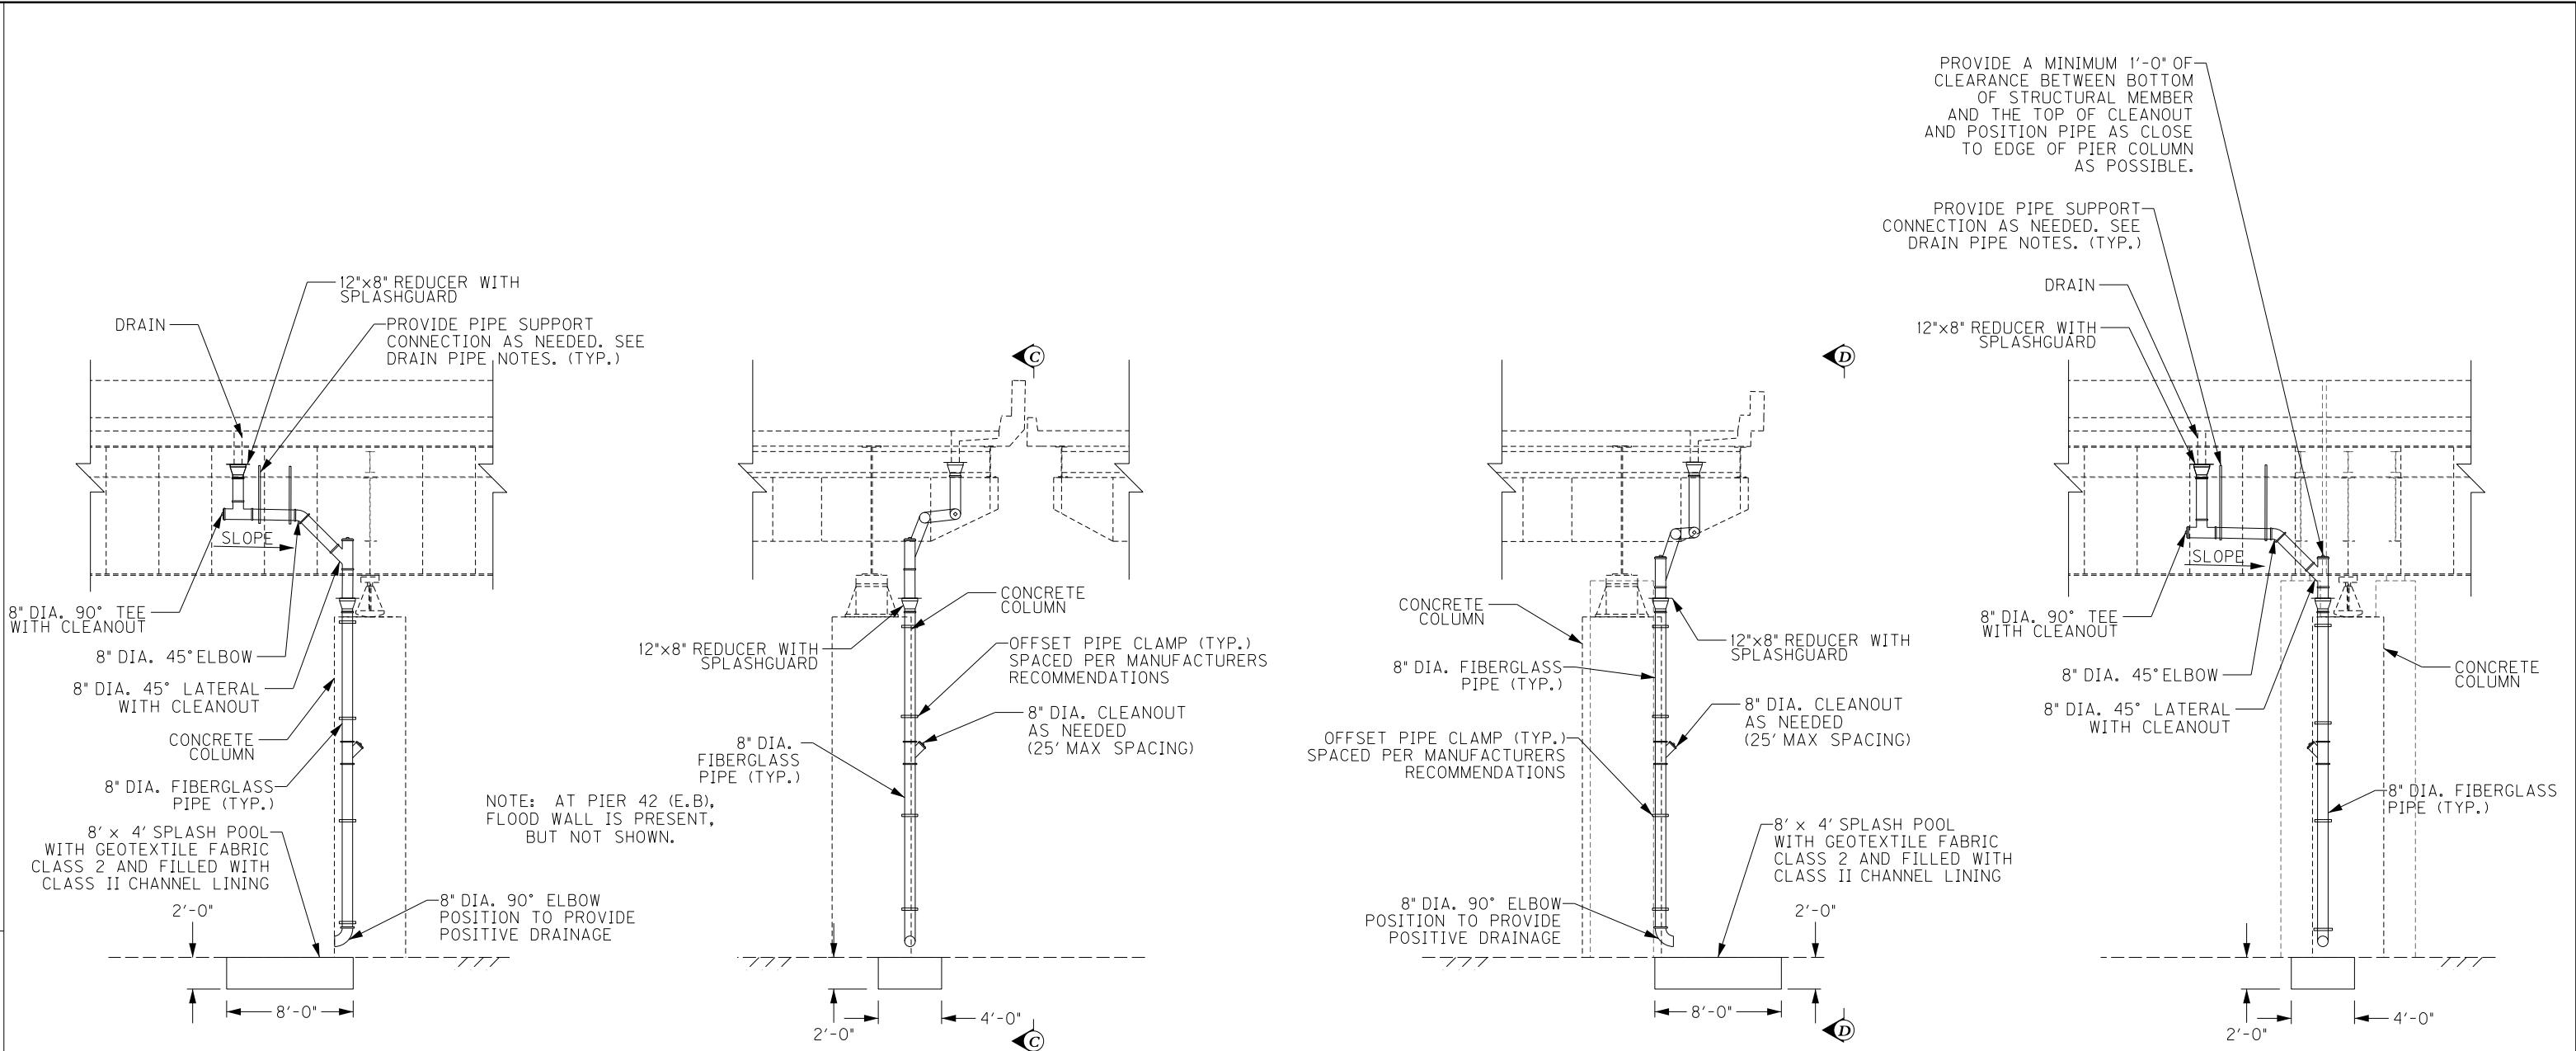 12"x8" REDUCER WITH
SPLASHGUARD
DRAIN
PROVIDE PIPE SUPPORT
CONNECTION AS NEEDED. SEE
DRAIN PIPE NOTES. (TYP.)
SLOPE
8" DIA. 90° TEE
WITH CLEANOUT
8" DIA. 45° ELBOW
8" DIA. 45° LATERAL
WITH CLEANOUT
CONCRETE
COLUMN
8" DIA. FIBERGLASS
PIPE (TYP.)
8' x 4' SPLASH POOL
WITH GEOTEXTILE FABRIC
CLASS 2 AND FILLED WITH
CLASS II CHANNEL LINING
8" DIA. 90° ELBOW
POSITION TO PROVIDE
POSITIVE DRAINAGE
2'-0"
8'-0"
NOTE: AT PIER 42 (E.B),
FLOOD WALL IS PRESENT,
BUT NOT SHOWN.
C
CONCRETE
COLUMN
12"x8" REDUCER WITH
SPLASHGUARD
OFFSET PIPE CLAMP (TYP.)
SPACED PER MANUFACTURERS
RECOMMENDATIONS
8" DIA. CLEANOUT
AS NEEDED
(25' MAX SPACING)
8" DIA.
FIBERGLASS
PIPE (TYP.)
2'-0"
4'-0"
C
D
CONCRETE
COLUMN
12"x8" REDUCER WITH
SPLASHGUARD
8" DIA. FIBERGLASS
PIPE (TYP.)
8" DIA. CLEANOUT
AS NEEDED
(25' MAX SPACING)
OFFSET PIPE CLAMP (TYP.)
SPACED PER MANUFACTURERS
RECOMMENDATIONS
8' x 4' SPLASH POOL
WITH GEOTEXTILE FABRIC
CLASS 2 AND FILLED WITH
CLASS II CHANNEL LINING
8" DIA. 90° ELBOW
POSITION TO PROVIDE
POSITIVE DRAINAGE
2'-0"
8'-0"
D
PROVIDE A MINIMUM 1'-0" OF
CLEARANCE BETWEEN BOTTOM
OF STRUCTURAL MEMBER
AND THE TOP OF CLEANOUT
AND POSITION PIPE AS CLOSE
TO EDGE OF PIER COLUMN
AS POSSIBLE.
PROVIDE PIPE SUPPORT
CONNECTION AS NEEDED. SEE
DRAIN PIPE NOTES. (TYP.)
DRAIN
12"x8" REDUCER WITH
SPLASHGUARD
SLOPE
8" DIA. 90° TEE
WITH CLEANOUT
8" DIA. 45° ELBOW
8" DIA. 45° LATERAL
WITH CLEANOUT
CONCRETE
COLUMN
8" DIA. FIBERGLASS
PIPE (TYP.)
2'-0"
4'-0"